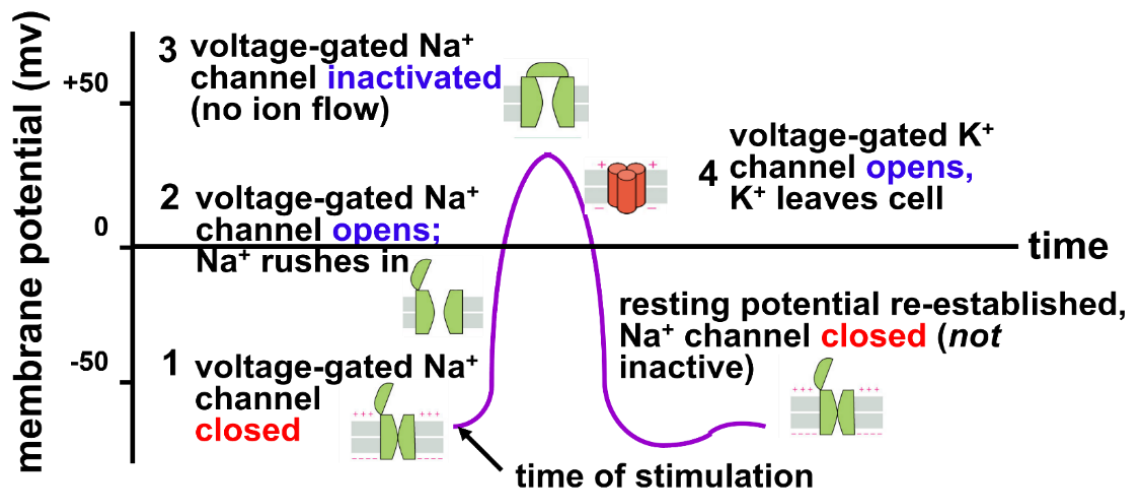 membrane potential (mv)
+50
0
-50
3 voltage-gated Na⁺
channel inactivated
(no ion flow)
2 voltage-gated Na⁺
channel opens;
Na⁺ rushes in
1 voltage-gated Na⁺
channel
closed
4 voltage-gated K⁺
channel opens,
K⁺ leaves cell
time
resting potential re-established,
Na⁺ channel closed (not
inactive)
time of stimulation